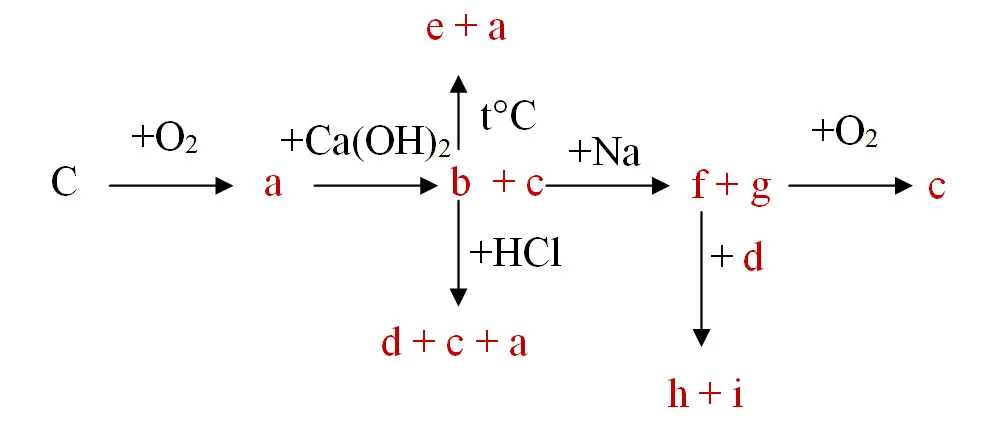 e + a
t°C
+O₂ +Ca(OH)₂ +Na +O₂
C a b + c f + g c
+HCl + d
d + c + a
h + i